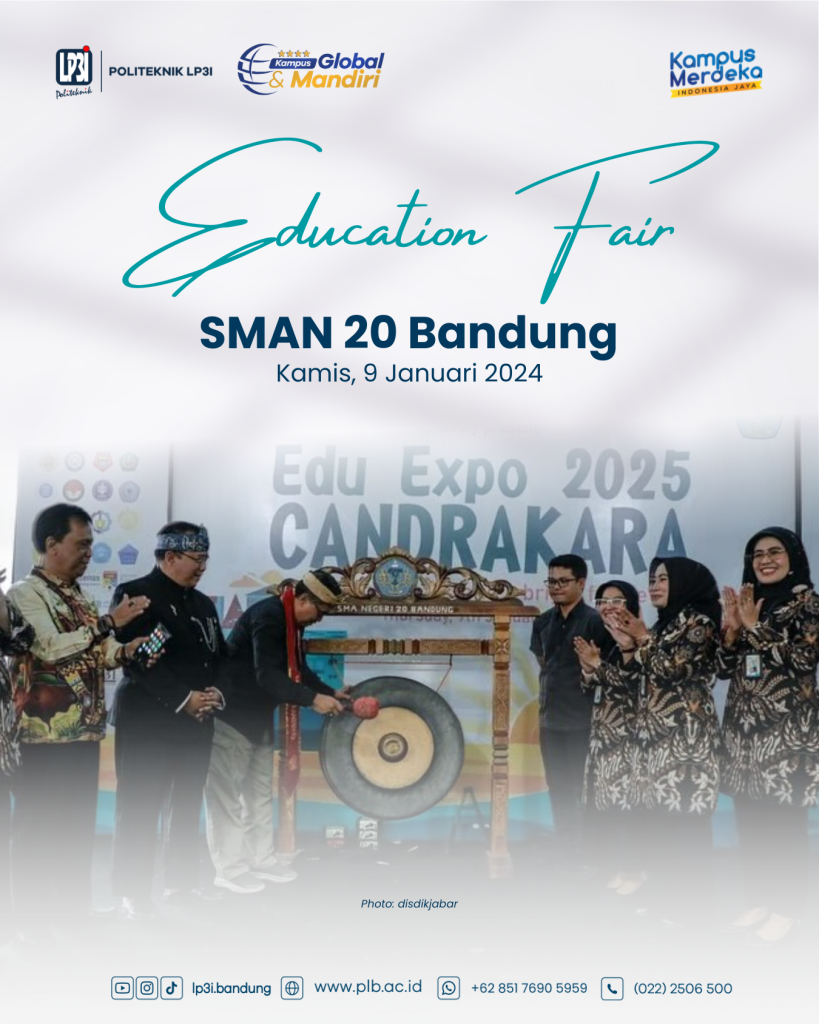 LP3I
Politeknik
POLITEKNIK LP3I
Kampus Global
& Mandiri
Kampus
Merdeka
INDONESIA JAYA
Education Fair
SMAN 20 Bandung
Kamis, 9 Januari 2024
Edu Expo 2025
CANDRAKARA
SMA NEGERI 20 BANDUNG
Photo: disdikjabar
lp3i.bandung
www.plb.ac.id
+62 851 7690 5959
(022) 2506 500